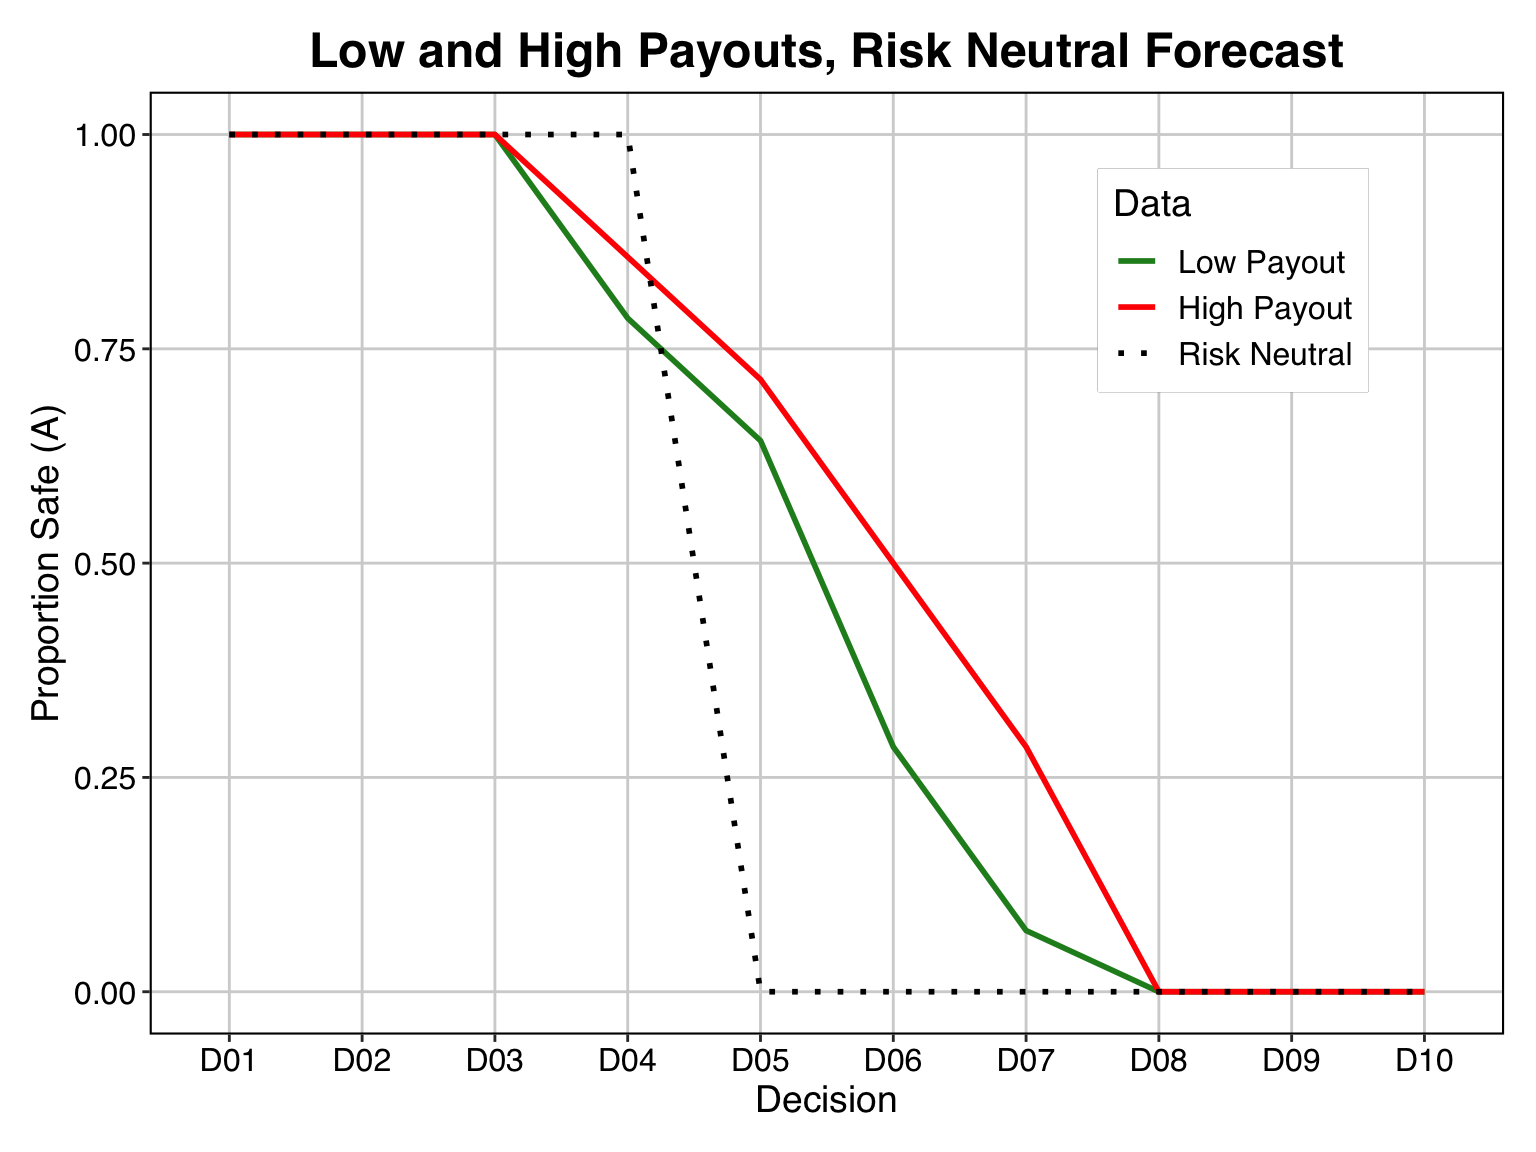 Low and High Payouts, Risk Neutral Forecast
Proportion Safe (A)
1.00
0.75
0.50
0.25
0.00
Data
Low Payout
High Payout
Risk Neutral
D01 D02 D03 D04 D05 D06 D07 D08 D09 D10
Decision